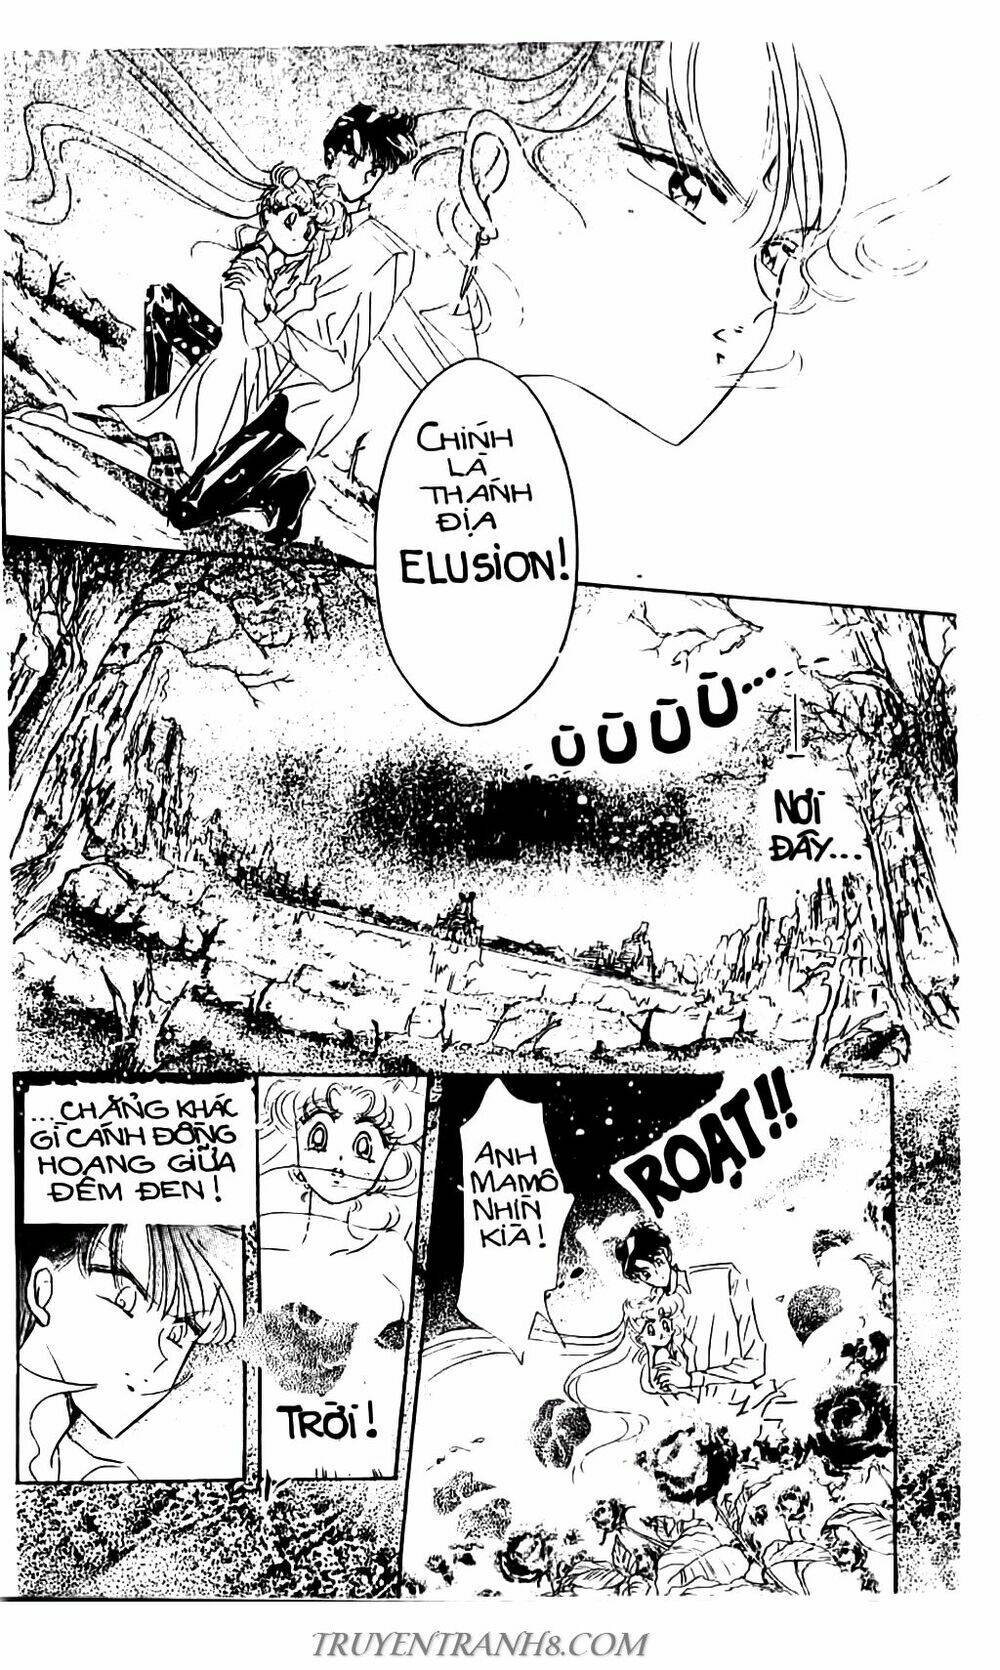 CHÍNH
LÀ
THÁNH
ĐỊA
ELUSION!
ŨŨŨŨ...
NƠI
ĐÂY...
...CHẲNG KHÁC
GÌ CÁNH ĐỒNG
HOANG GIỮA
ĐÊM ĐEN!
TRỜI!
ANH
MAMÔ
NHÌN
KÌA!
ROẠT!!
TRUYENTRANH8.COM